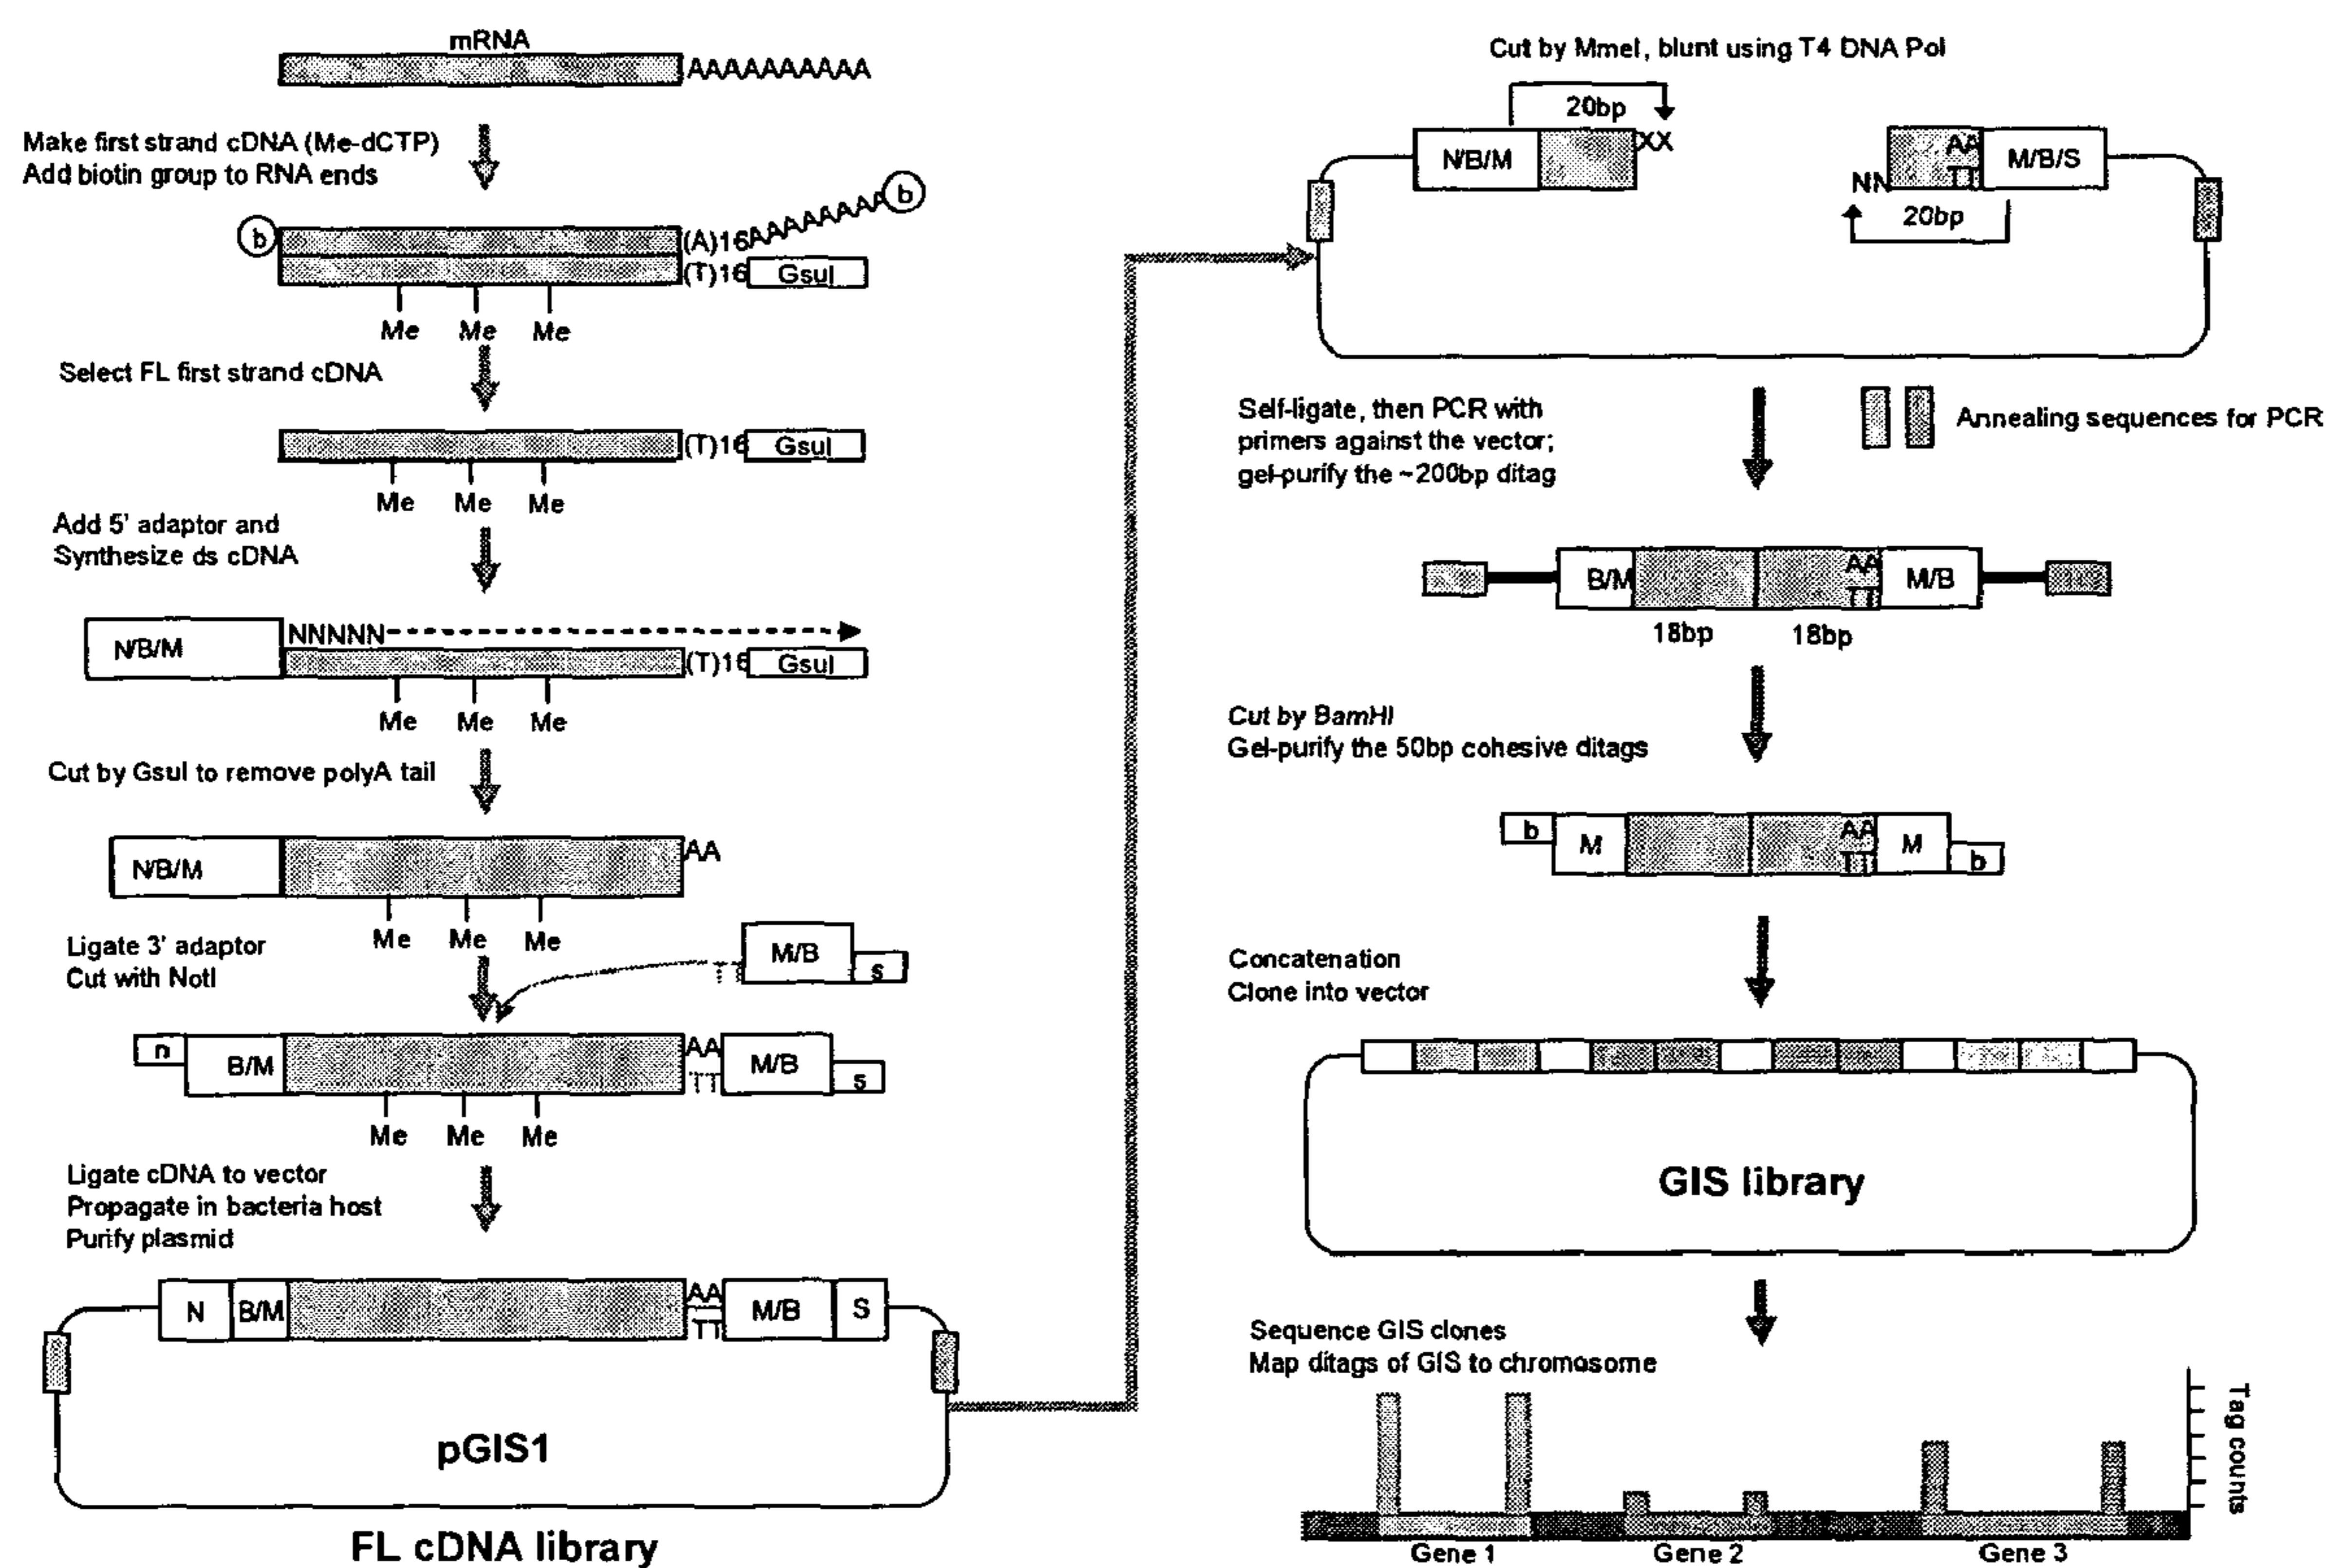 mRNA
AAAAAAAAAA
Make first strand cDNA (Me-dCTP)
Add biotin group to RNA ends
b
b
(A)16AAAAAAAA
(T)16
GsuI
Me Me Me
Select FL first strand cDNA
(T)16
GsuI
Me Me Me
Add 5' adaptor and
Synthesize ds cDNA
N/B/M
NNNNN
(T)16
GsuI
Me Me Me
Cut by GsuI to remove polyA tail
N/B/M
AA
Me Me Me
Ligate 3' adaptor
Cut with NotI
TT
M/B
s
n
B/M
AA
TT
M/B
s
Me Me Me
Ligate cDNA to vector
Propagate in bacteria host
Purify plasmid
N
B/M
AA
TT
M/B
S
pGIS1
FL cDNA library
Cut by MmeI, blunt using T4 DNA Pol
20bp
N/B/M
XX
AA
TT
M/B/S
NN
20bp
Self-ligate, then PCR with
primers against the vector;
gel-purify the ~200bp ditag
Annealing sequences for PCR
B/M
AA
TT
M/B
18bp
18bp
Cut by BamHI
Gel-purify the 50bp cohesive ditags
b
M
AA
TT
M
b
Concatenation
Clone into vector
GIS library
Sequence GIS clones
Map ditags of GIS to chromosome
Tag counts
Gene 1
Gene 2
Gene 3